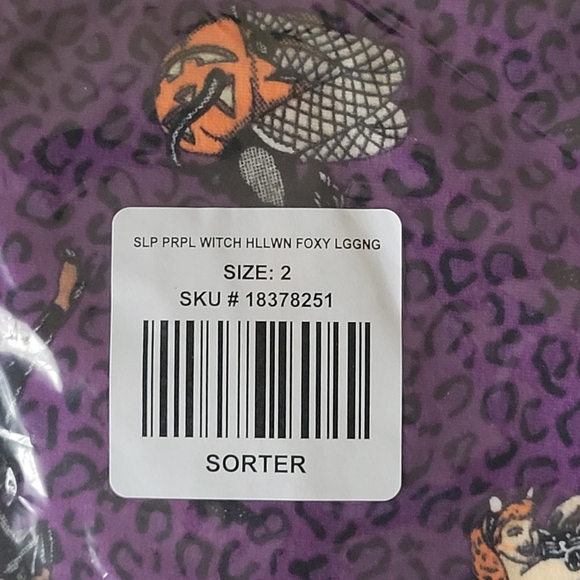 SLP PRPL WITCH HLLWN FOXY LGGNG
SIZE: 2
SKU # 18378251
SORTER